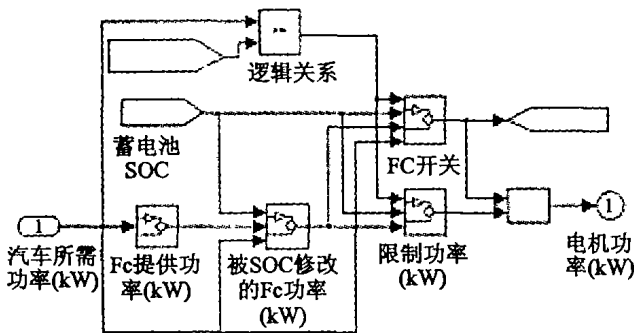 逻辑关系
蓄电池
SOC
FC开关
1
汽车所需
功率(kW)
Fc提供功
率(kW)
被SOC修改
的Fc功率
(kW)
限制功率
(kW)
1
电机功
率(kW)